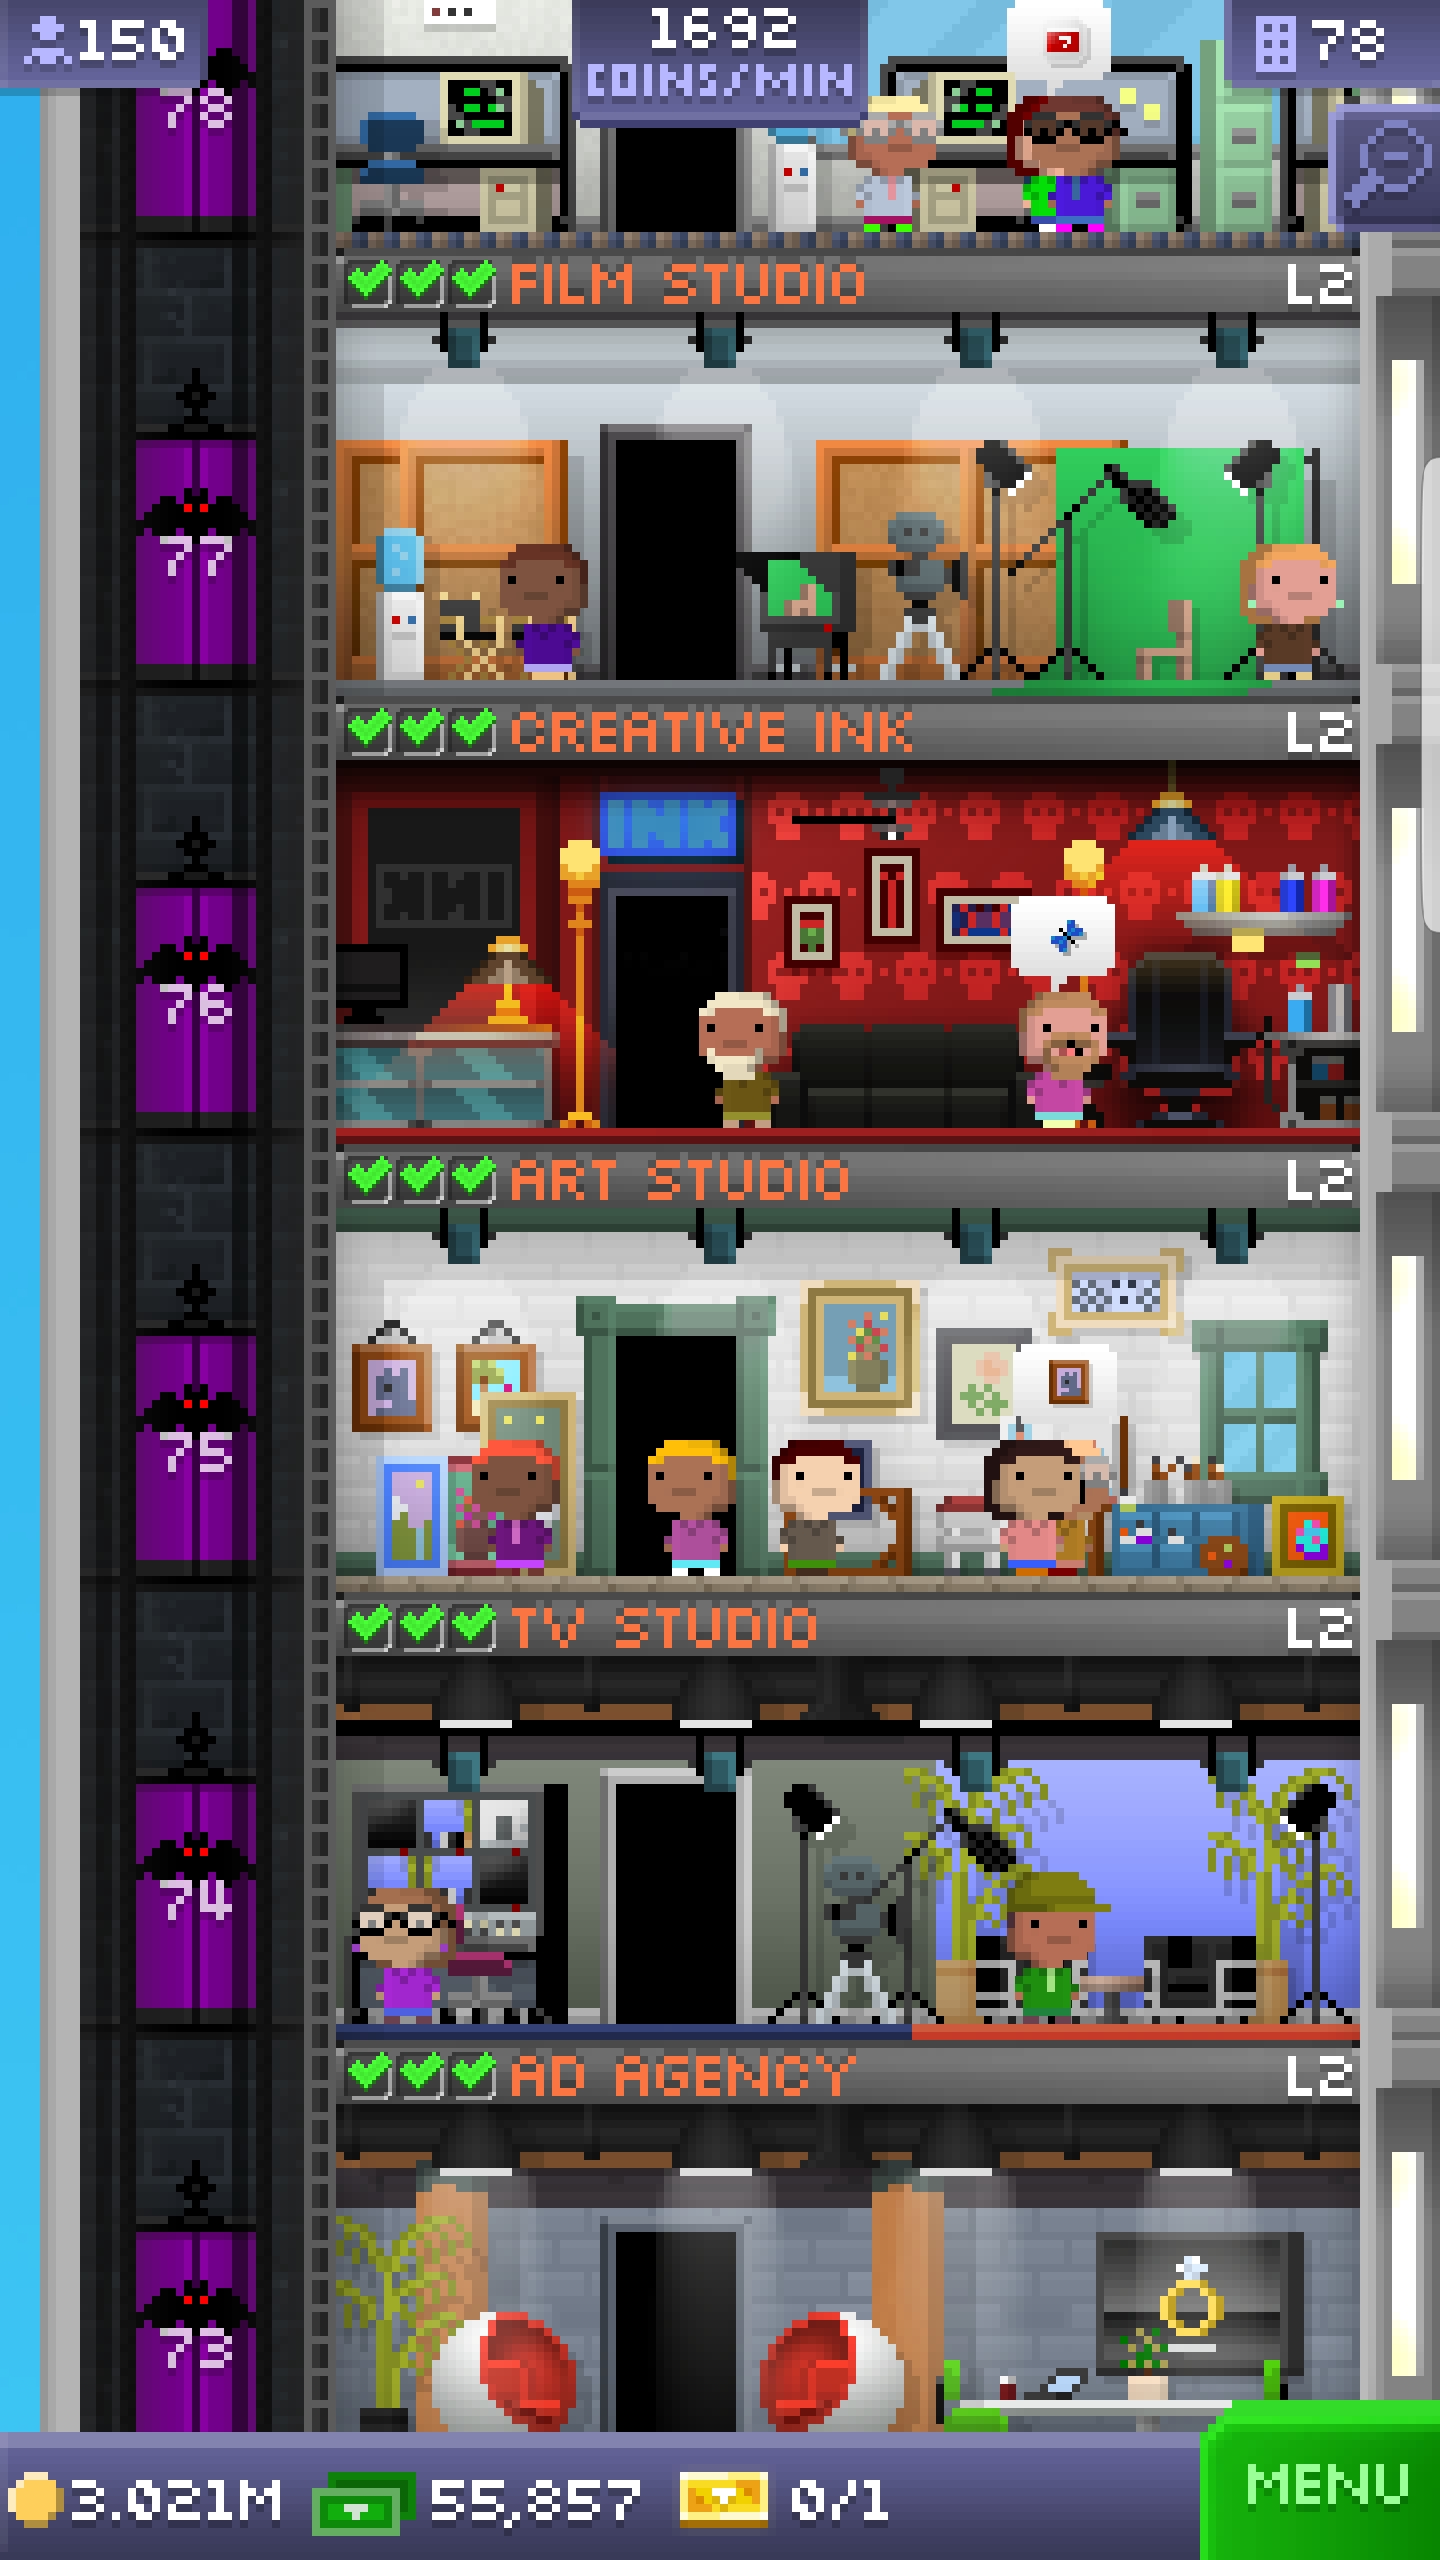 150
1692
COINS/MIN
78
78
FILM STUDIO L2
77
CREATIVE INK L2
INK
76
ART STUDIO L2
75
TV STUDIO L2
74
AD AGENCY L2
73
3.021M 55,857 0/1 MENU